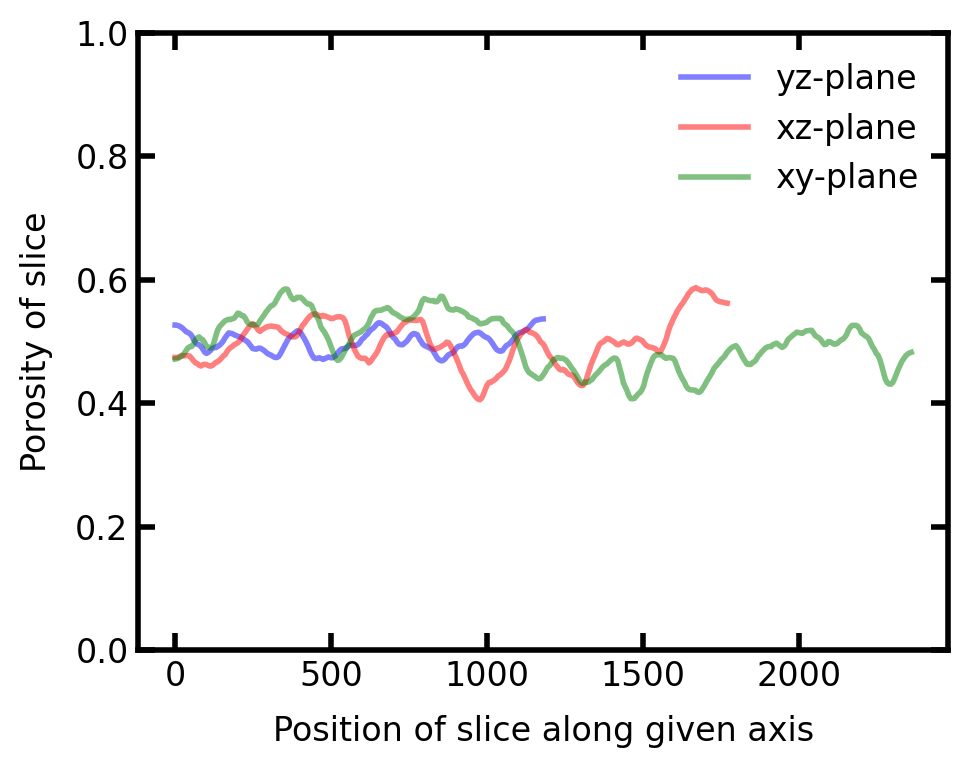 1.0
0.8
0.6
0.4
0.2
0.0
Porosity of slice
yz-plane
xz-plane
xy-plane
0 500 1000 1500 2000
Position of slice along given axis